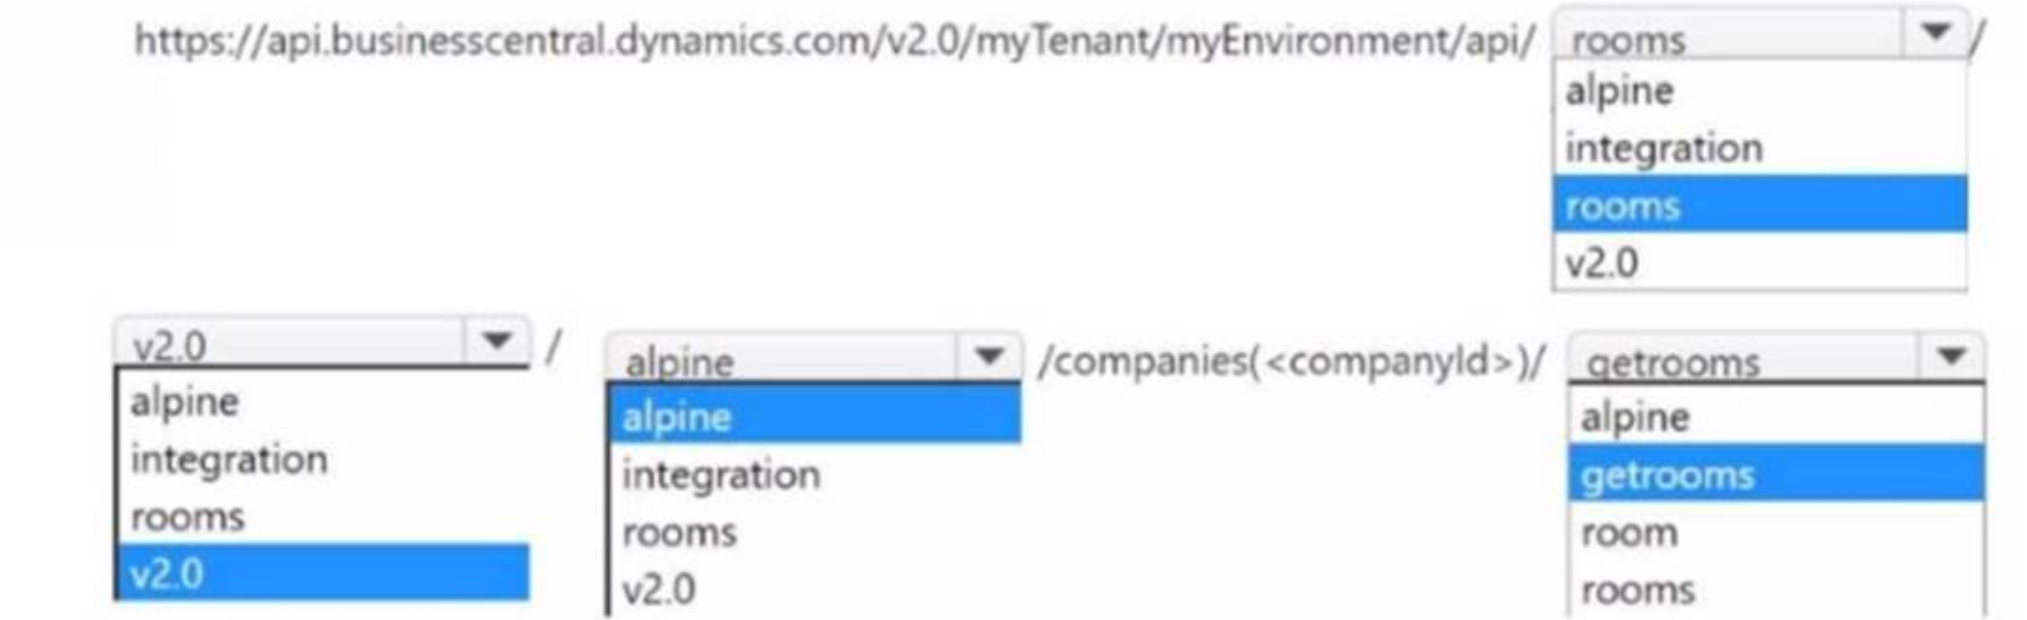 https://api.businesscentral.dynamics.com/v2.0/myTenant/myEnvironment/api/ rooms /
alpine
integration
rooms
v2.0
v2.0 /
alpine
integration
rooms
v2.0
alpine /companies(<companyId>)/
alpine
integration
rooms
v2.0
getrooms
alpine
getrooms
room
rooms